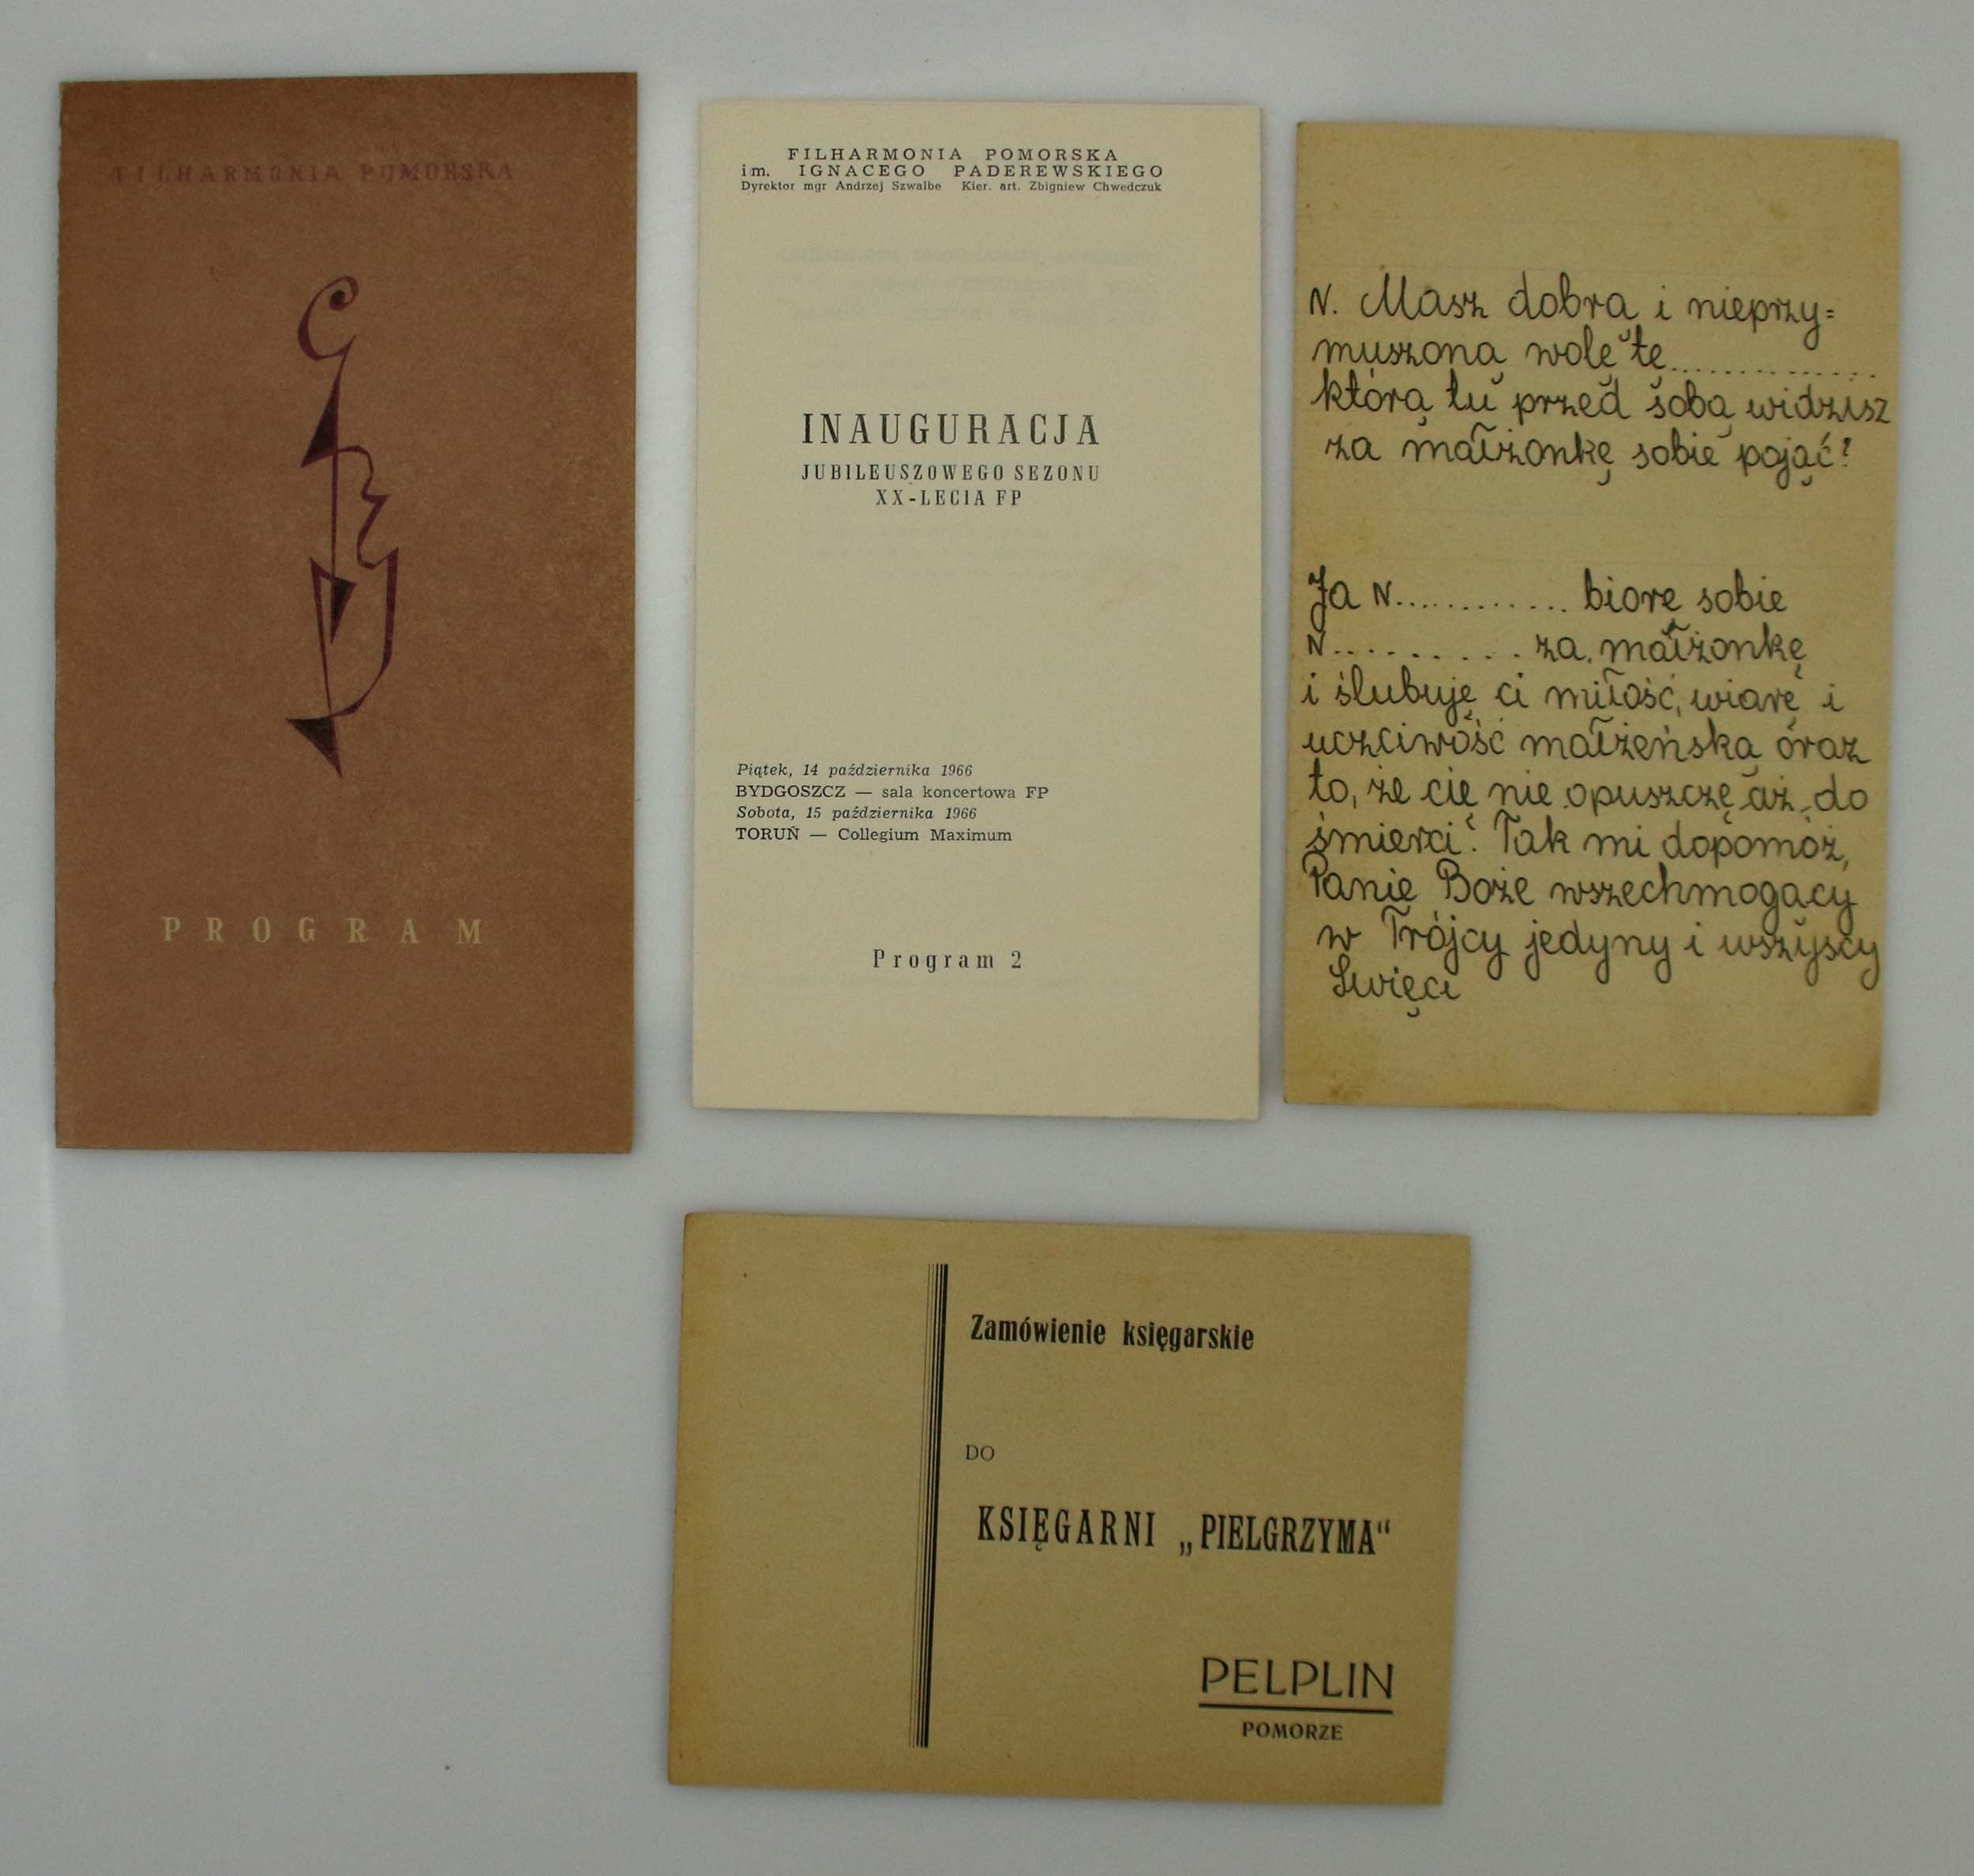 FILHARMONIA POMORSKA
PROGRAM
FILHARMONIA POMORSKA
im. IGNACEGO PADEREWSKIEGO
Dyrektor mgr Andrzej Szwalbe Kier. art. Zbigniew Chwedczuk
INAUGURACJA
JUBILEUSZOWEGO SEZONU
XX-LECIA FP
Piątek, 14 października 1966
BYDGOSZCZ — sala koncertowa FP
Sobota, 15 października 1966
TORUŃ — Collegium Maximum
Program 2
N. Masz dobrą i nieprzy=
muszoną wolę tę..............
którą tu przed sobą widzisz
za małżonkę sobie pojąć?
Ja N............ biorę sobie
N.......... za małżonkę
i ślubuję ci miłość, wiarę i
uczciwość małżeńską oraz
to, że cię nie opuszczę aż do
śmierci. Tak mi dopomóż,
Panie Boże wszechmogący
w Trójcy jedyny i wszyscy
Święci
Zamówienie księgarskie
DO
KSIĘGARNI „PIELGRZYMA“
PELPLIN
POMORZE